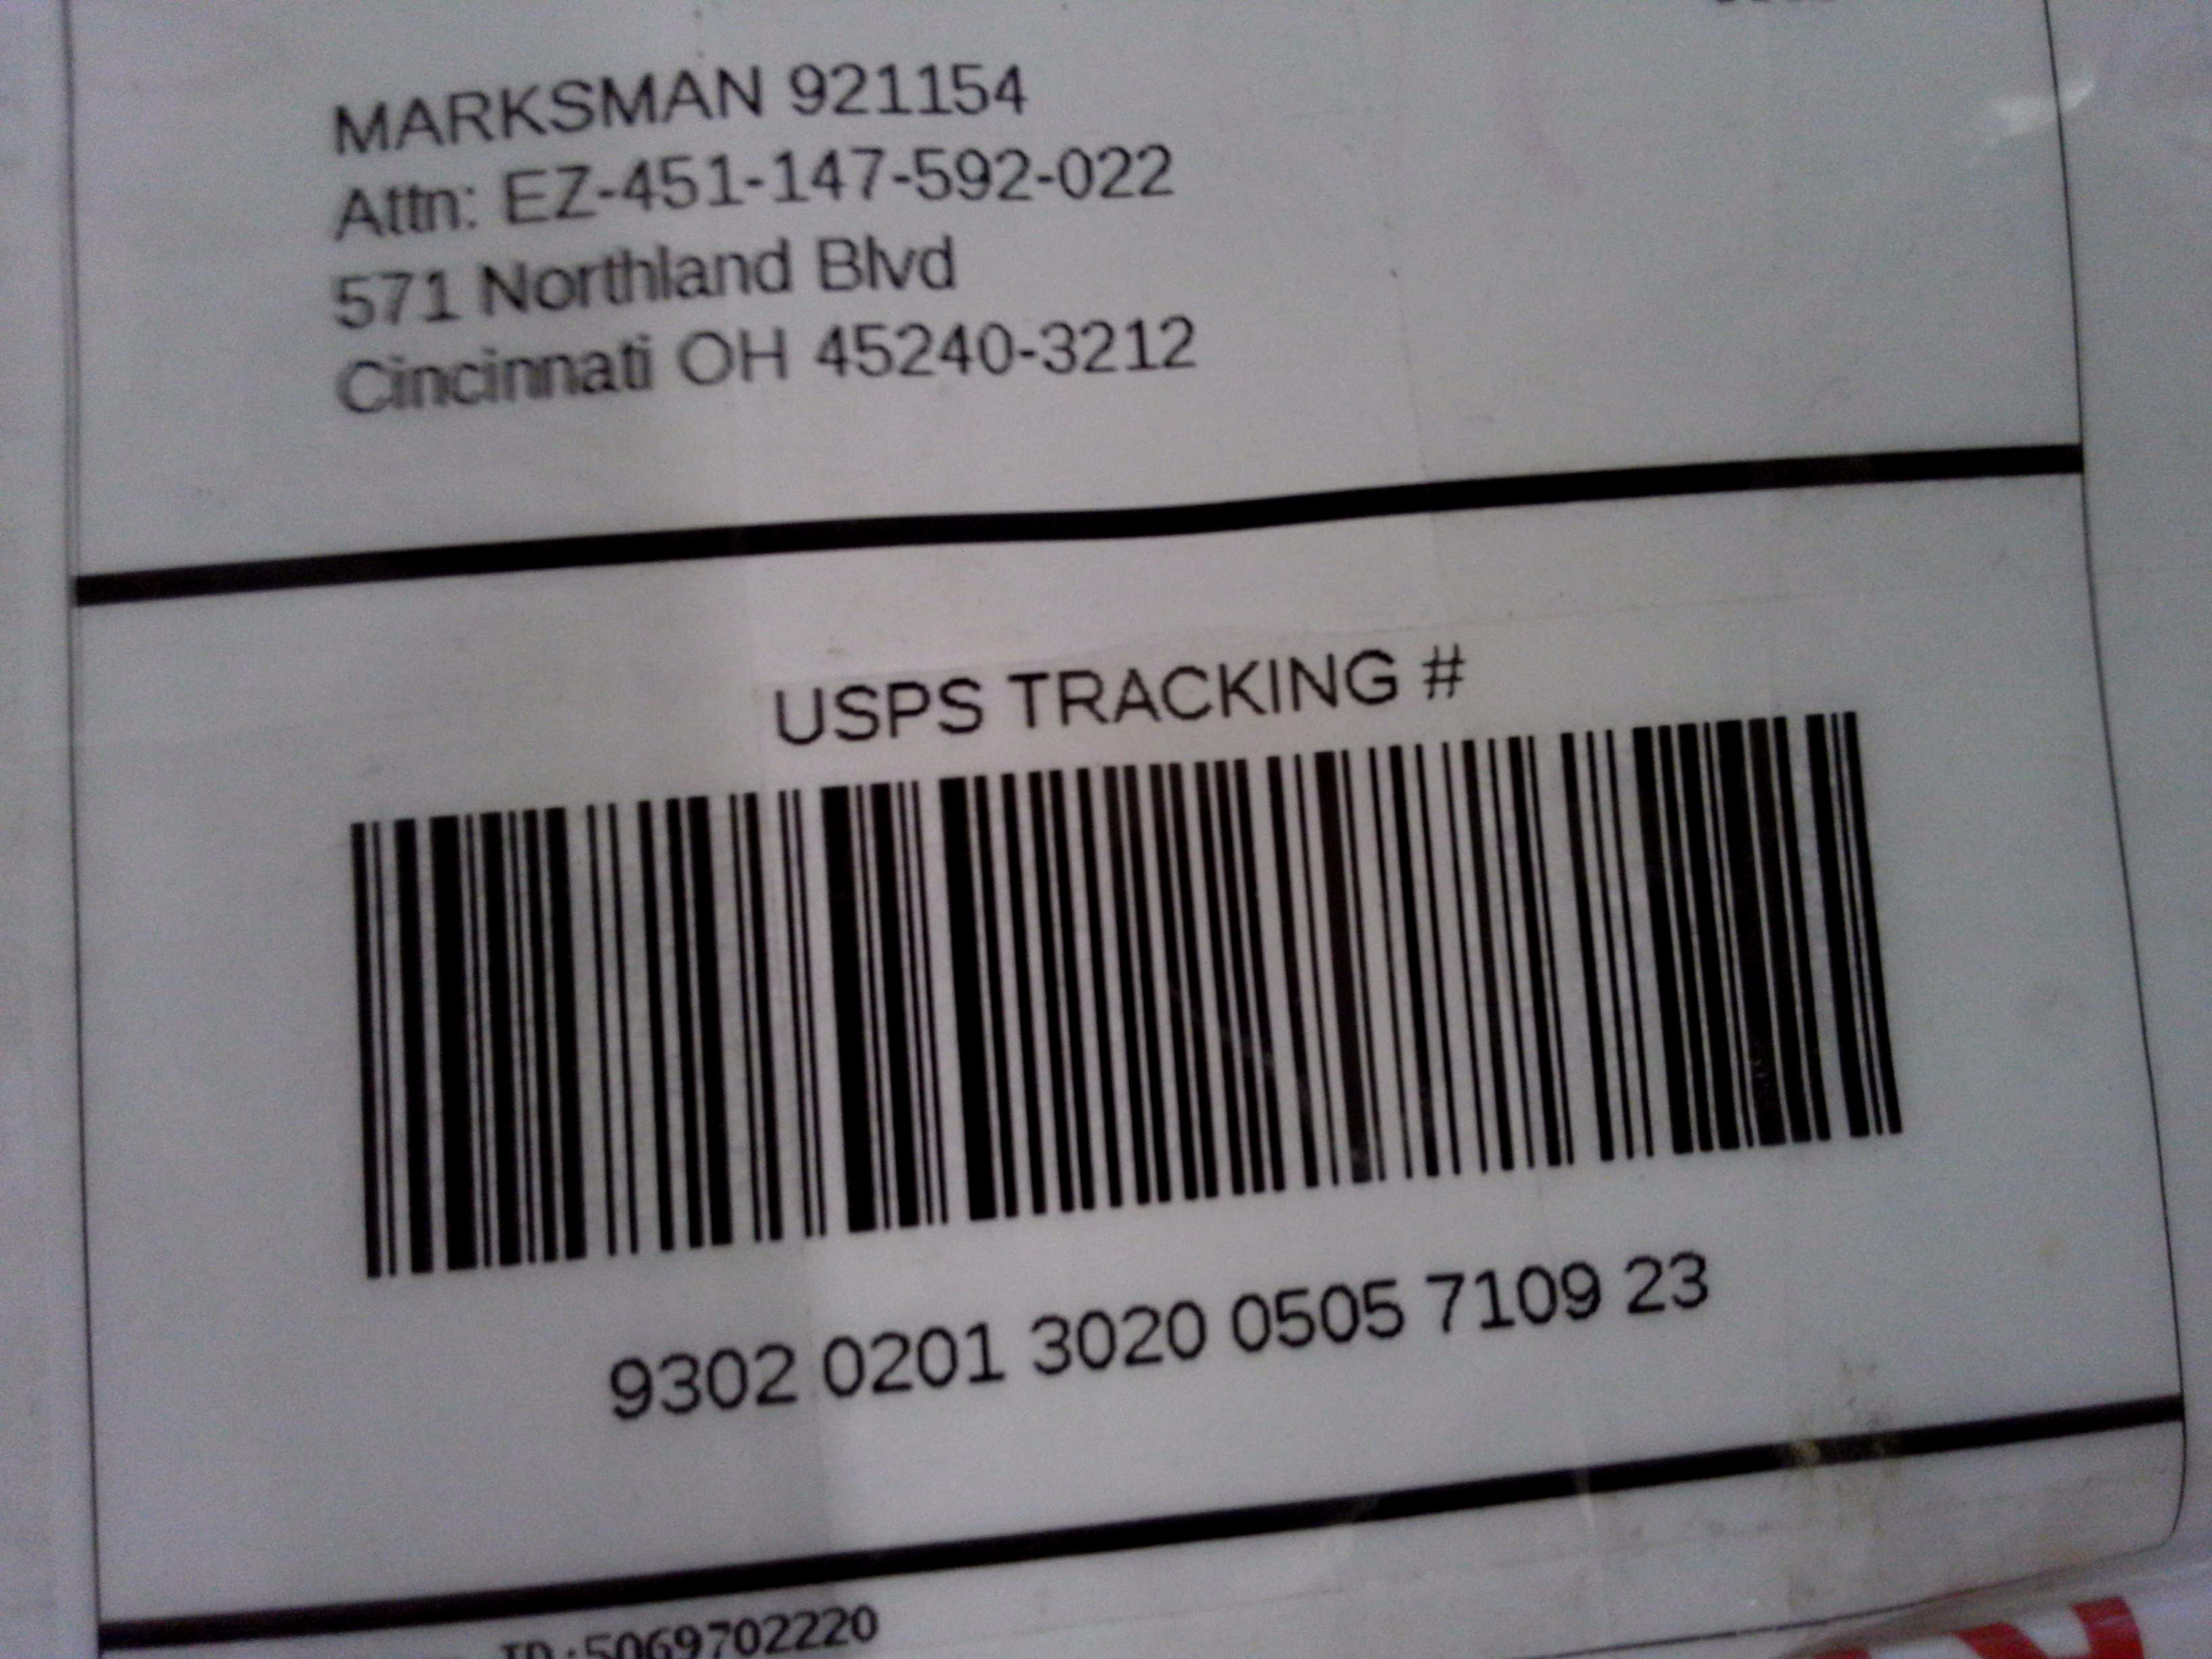 MARKSMAN 921154
Attn: EZ-451-147-592-022
571 Northland Blvd
Cincinnati OH 45240-3212
USPS TRACKING #
9302 0201 3020 0505 7109 23
ID:5069702220